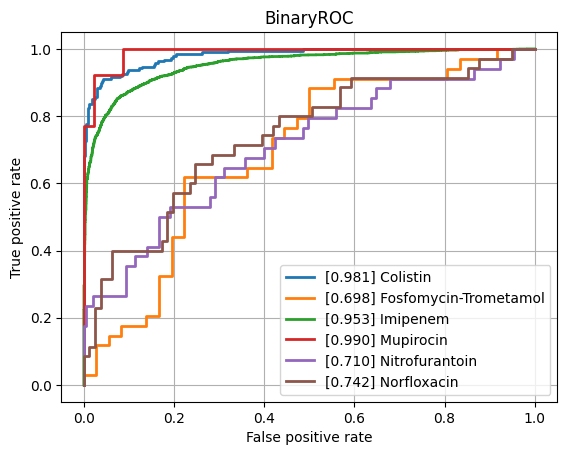 BinaryROC
True positive rate
1.0
0.8
0.6
0.4
0.2
0.0
[0.981] Colistin
[0.698] Fosfomycin-Trometamol
[0.953] Imipenem
[0.990] Mupirocin
[0.710] Nitrofurantoin
[0.742] Norfloxacin
0.0 0.2 0.4 0.6 0.8 1.0
False positive rate